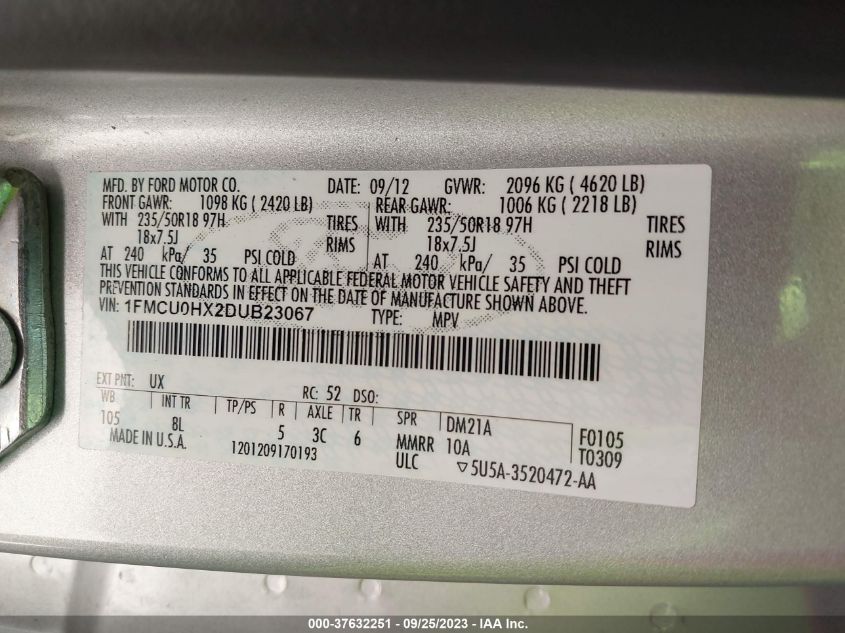 MFD. BY FORD MOTOR CO. DATE: 09/12 GVWR: 2096 KG ( 4620 LB)
FRONT GAWR: 1098 KG ( 2420 LB) REAR GAWR: 1006 KG ( 2218 LB)
WITH 235/50R18 97H TIRES WITH 235/50R18 97H TIRES
18x7.5J RIMS 18x7.5J RIMS
AT 240 kPa/ 35 PSI COLD AT 240 kPa/ 35 PSI COLD
THIS VEHICLE CONFORMS TO ALL APPLICABLE FEDERAL MOTOR VEHICLE SAFETY AND THEFT
PREVENTION STANDARDS IN EFFECT ON THE DATE OF MANUFACTURE SHOWN ABOVE.
VIN: 1FMCU0HX2DUB23067 TYPE: MPV
EXT PNT: UX RC: 52 DSO:
WB INT TR TP/PS R AXLE TR SPR DM21A F0105
105 8L 5 3C 6 MMRR 10A T0309
MADE IN U.S.A. 1201209170193 ULC ▽5U5A-3520472-AA
000-37632251 - 09/25/2023 - IAA Inc.